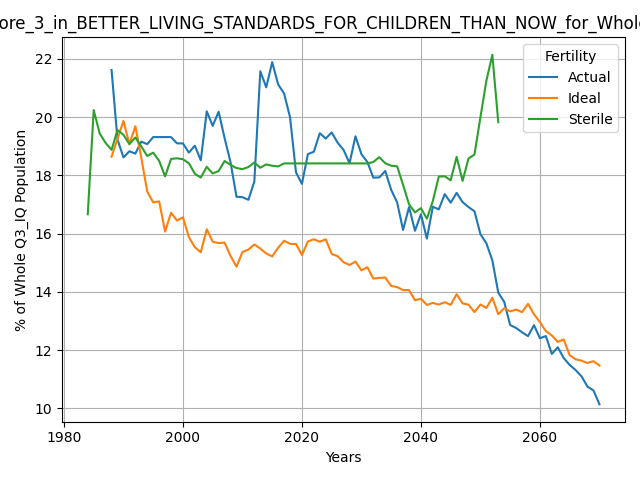 ore_3_in_BETTER_LIVING_STANDARDS_FOR_CHILDREN_THAN_NOW_for_Whole
Fertility
Actual
Ideal
Sterile
% of Whole Q3_IQ Population
22
20
18
16
14
12
10
1980
2000
2020
2040
2060
Years